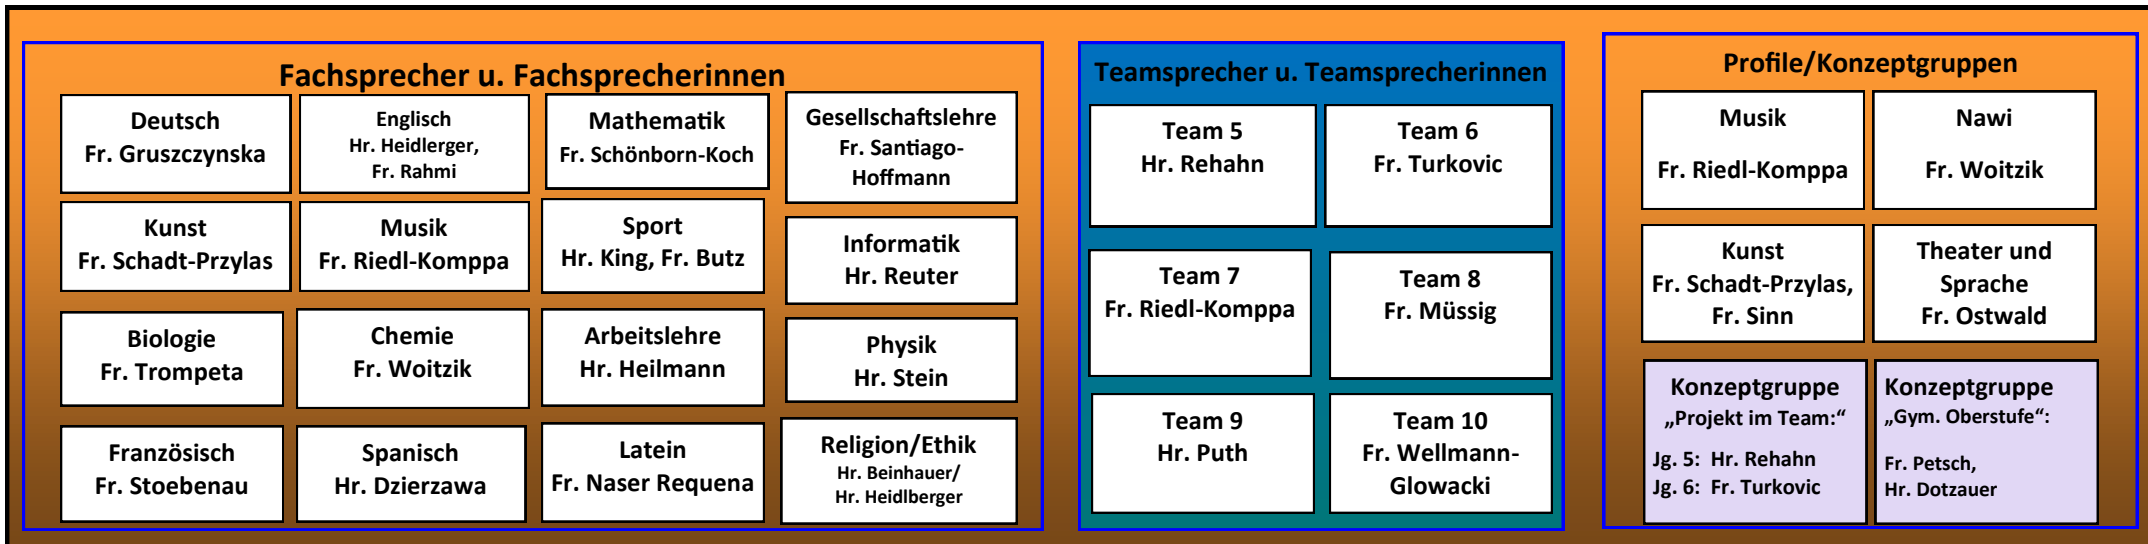 Fachsprecher u. Fachsprecherinnen
Deutsch
Fr. Gruszczynska
Englisch
Hr. Heidlerger,
Fr. Rahmi
Mathematik
Fr. Schönborn-Koch
Gesellschaftslehre
Fr. Santiago-
Hoffmann
Kunst
Fr. Schadt-Przylas
Musik
Fr. Riedl-Komppa
Sport
Hr. King, Fr. Butz
Informatik
Hr. Reuter
Biologie
Fr. Trompeta
Chemie
Fr. Woitzik
Arbeitslehre
Hr. Heilmann
Physik
Hr. Stein
Französisch
Fr. Stoebenau
Spanisch
Hr. Dzierzawa
Latein
Fr. Naser Requena
Religion/Ethik
Hr. Beinhauer/
Hr. Heidlberger
Teamsprecher u. Teamsprecherinnen
Team 5
Hr. Rehahn
Team 6
Fr. Turkovic
Team 7
Fr. Riedl-Komppa
Team 8
Fr. Müssig
Team 9
Hr. Puth
Team 10
Fr. Wellmann-
Glowacki
Profile/Konzeptgruppen
Musik
Fr. Riedl-Komppa
Nawi
Fr. Woitzik
Kunst
Fr. Schadt-Przylas,
Fr. Sinn
Theater und
Sprache
Fr. Ostwald
Konzeptgruppe
„Projekt im Team:“
Jg. 5: Hr. Rehahn
Jg. 6: Fr. Turkovic
Konzeptgruppe
„Gym. Oberstufe“:
Fr. Petsch,
Hr. Dotzauer